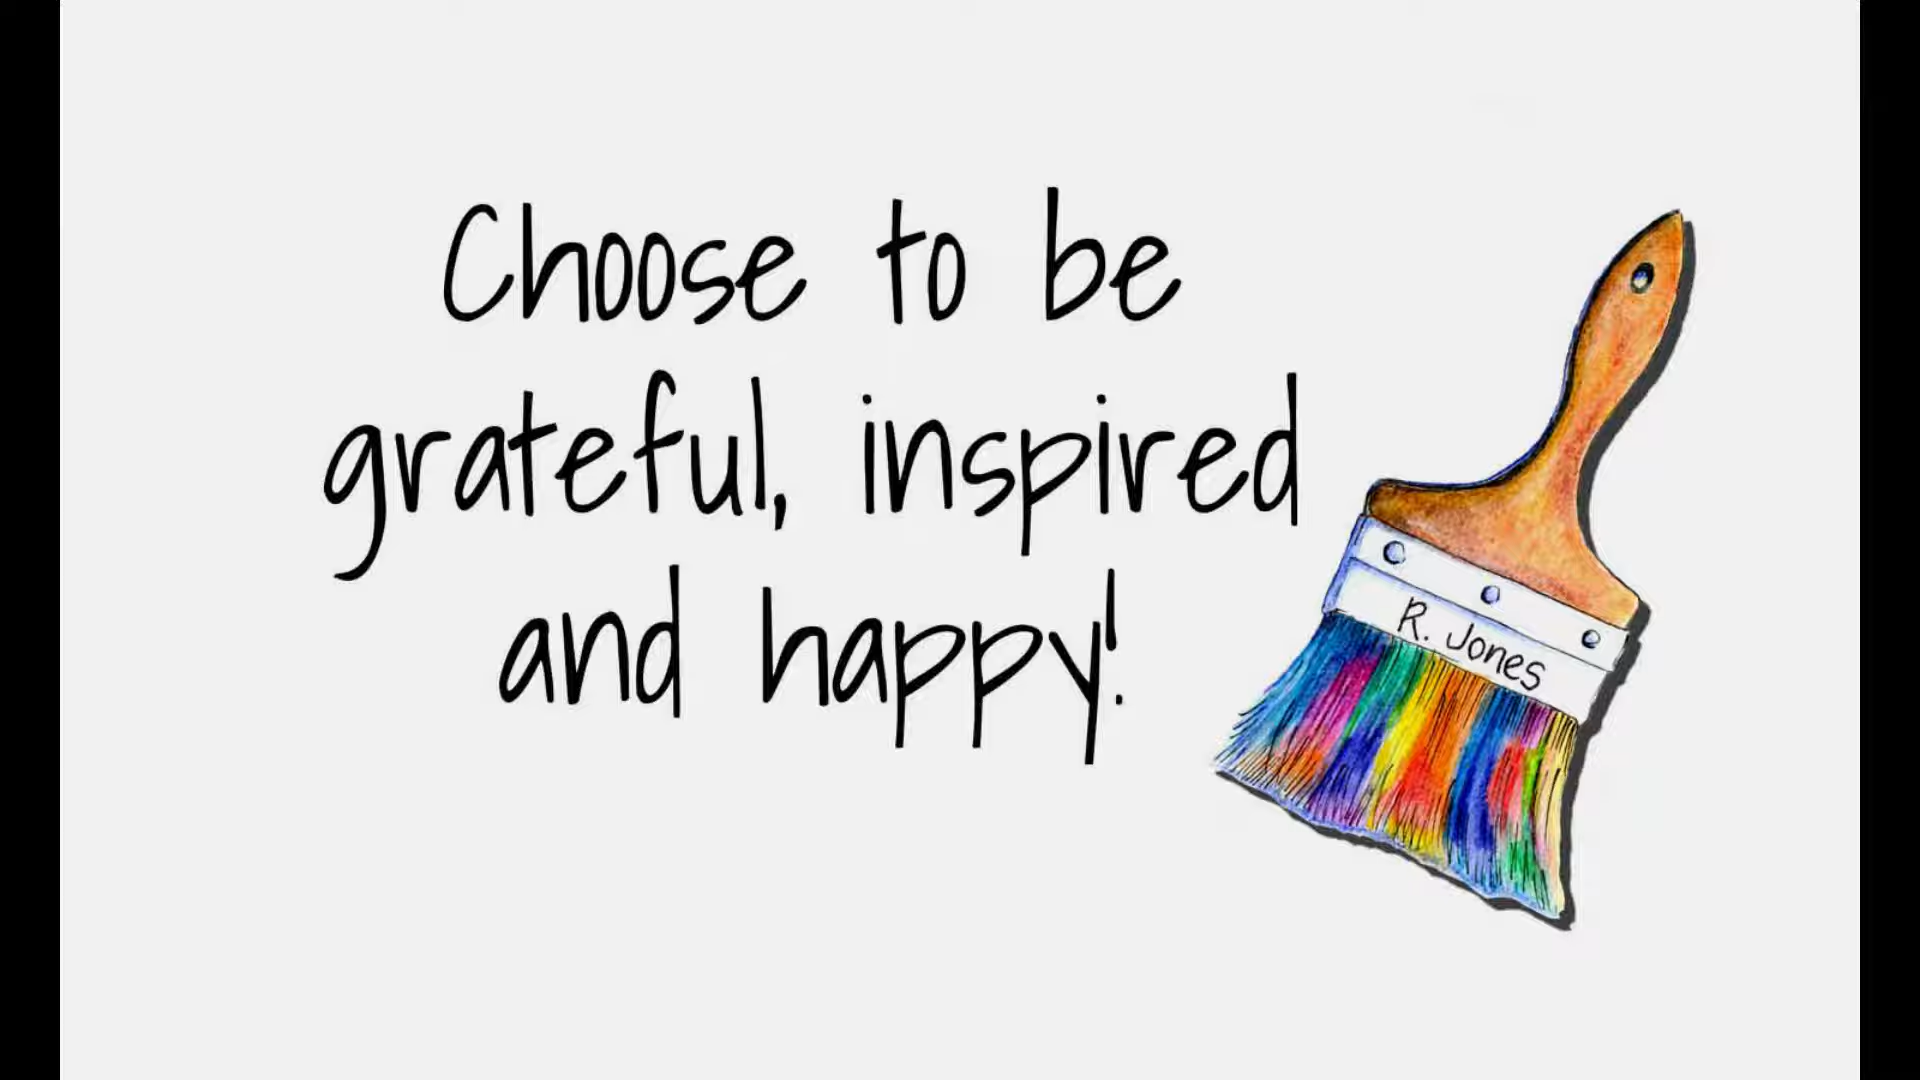 Choose to be
grateful, inspired
and happy!
R. Jones